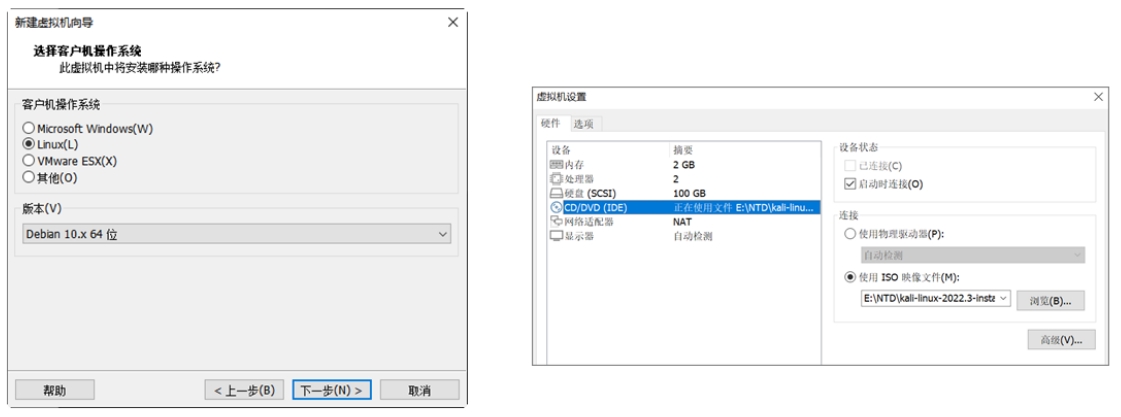 新建虚拟机向导
选择客户机操作系统
此虚拟机中将安装哪种操作系统?
客户机操作系统
Microsoft Windows(W)
Linux(L)
VMware ESX(X)
其他(O)
版本(V)
Debian 10.x 64 位
帮助
< 上一步(B)
下一步(N) >
取消
虚拟机设置
硬件 选项
设备 摘要
内存 2 GB
处理器 2
硬盘 (SCSI) 100 GB
CD/DVD (IDE) 正在使用文件 E:\NTD\kali-linu...
网络适配器 NAT
显示器 自动检测
设备状态
已连接(C)
启动时连接(O)
连接
使用物理驱动器(P):
自动检测
使用 ISO 映像文件(M):
E:\NTD\kali-linux-2022.3-insta
浏览(B)...
高级(V)...